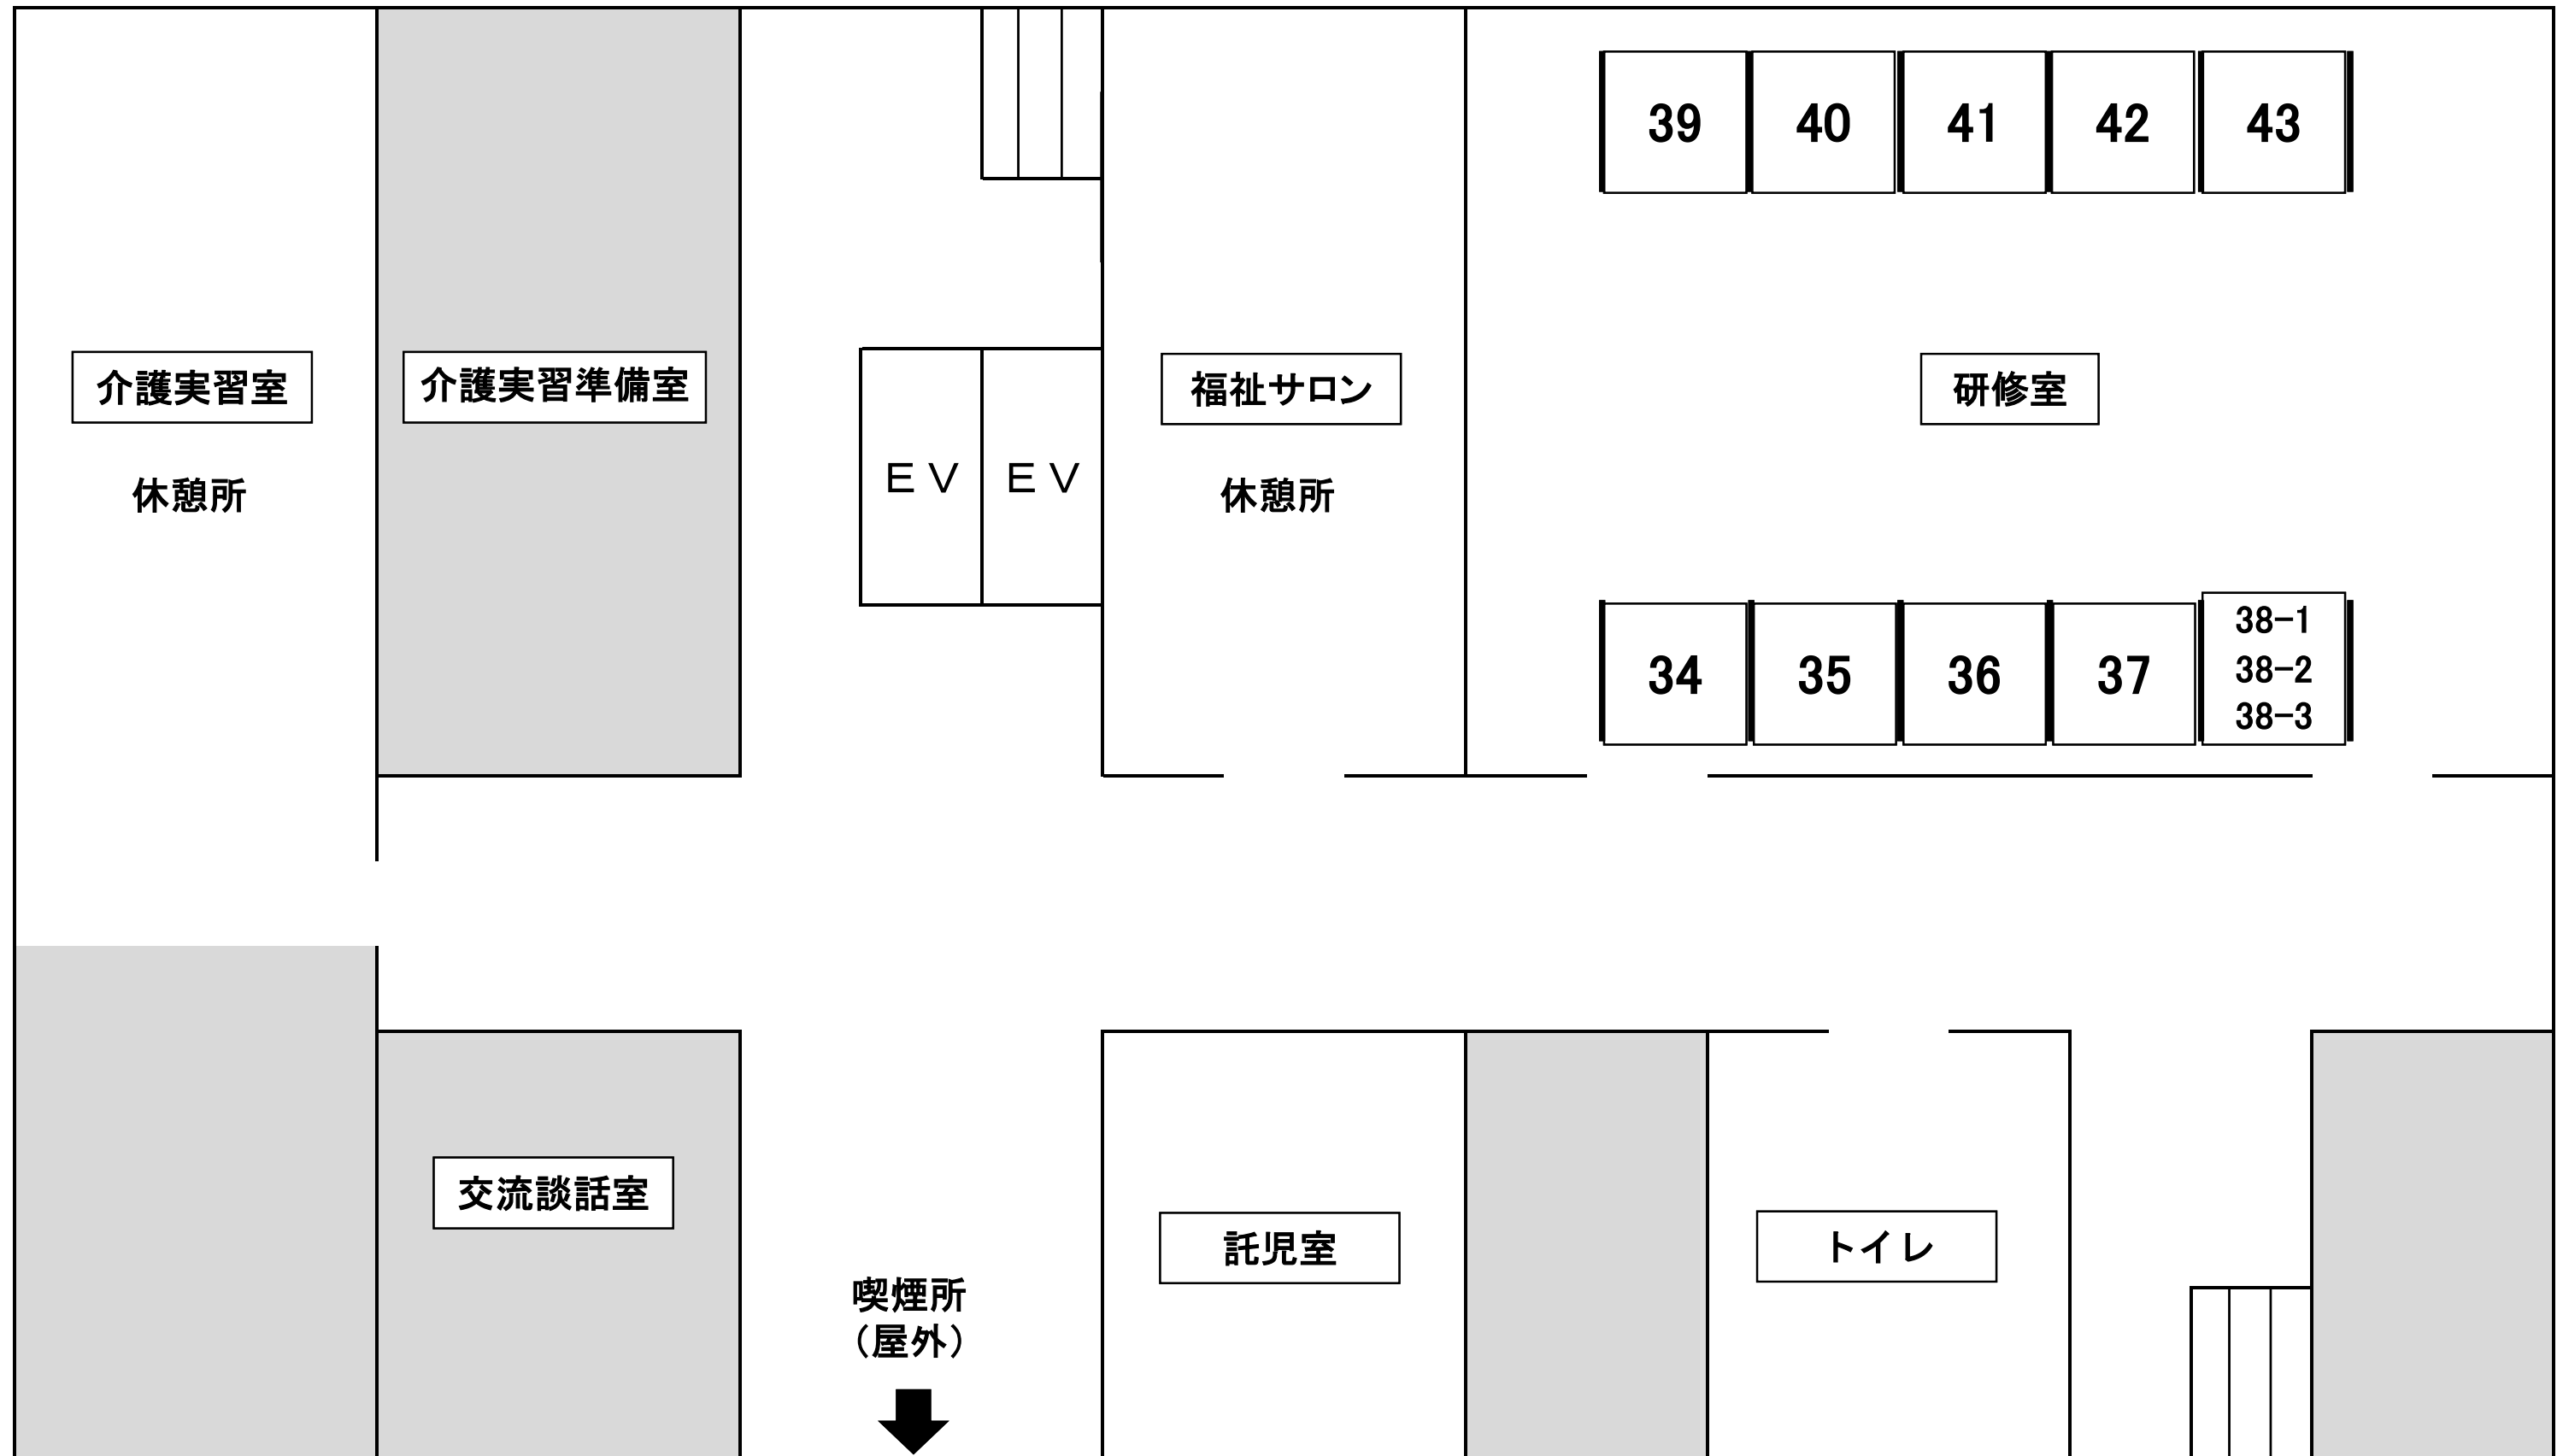 39 40 41 42 43
介護実習室
介護実習準備室
福祉サロン
研修室
休憩所
ＥＶ
ＥＶ
休憩所
34 35 36 37
38-1
38-2
38-3
交流談話室
託児室
トイレ
喫煙所
（屋外）